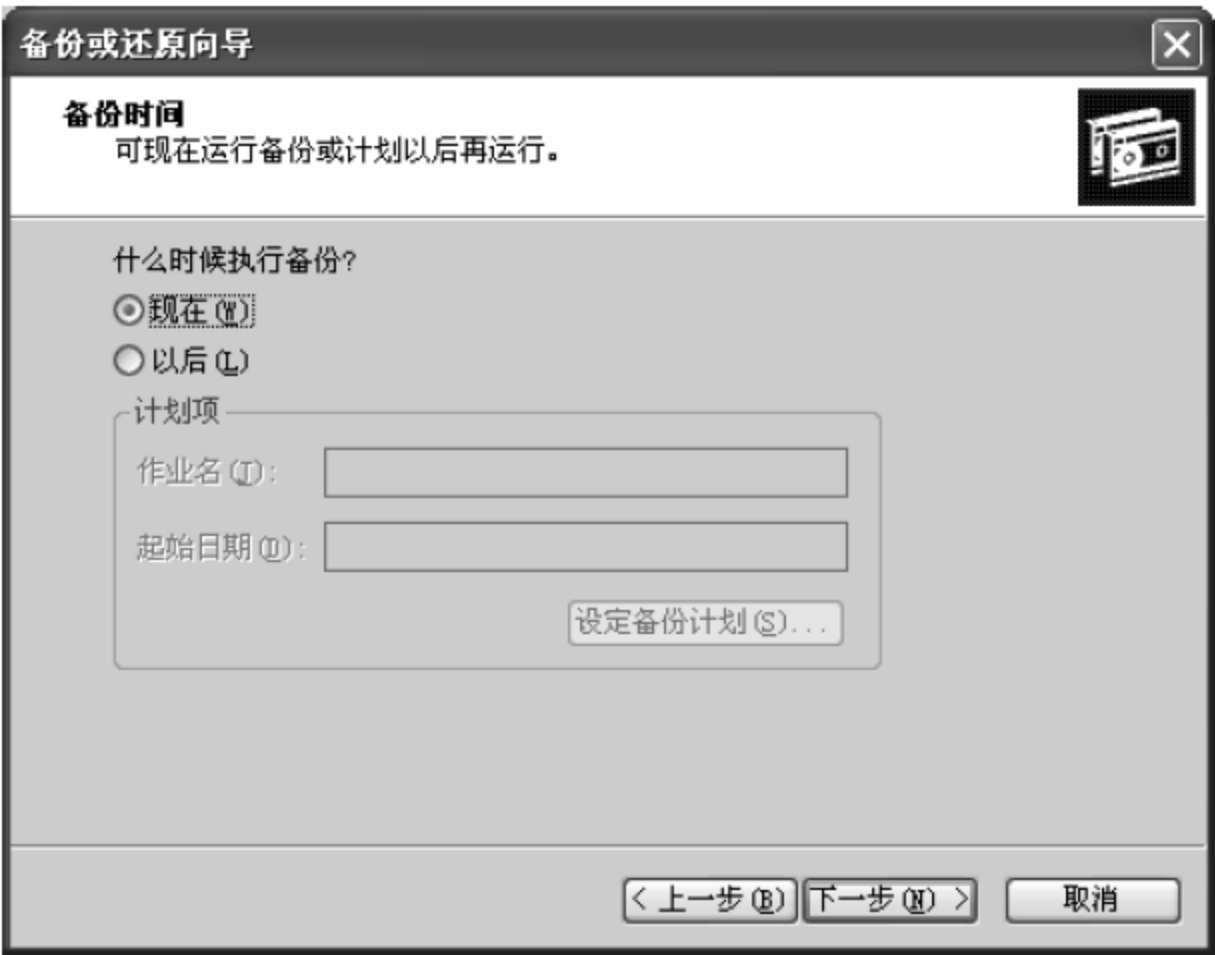 备份或还原向导
备份时间
可现在运行备份或计划以后再运行。
什么时候执行备份?
现在(W)
以后(L)
计划项
作业名(J):
起始日期(D):
设定备份计划(S)...
< 上一步(B)
下一步(N) >
取消